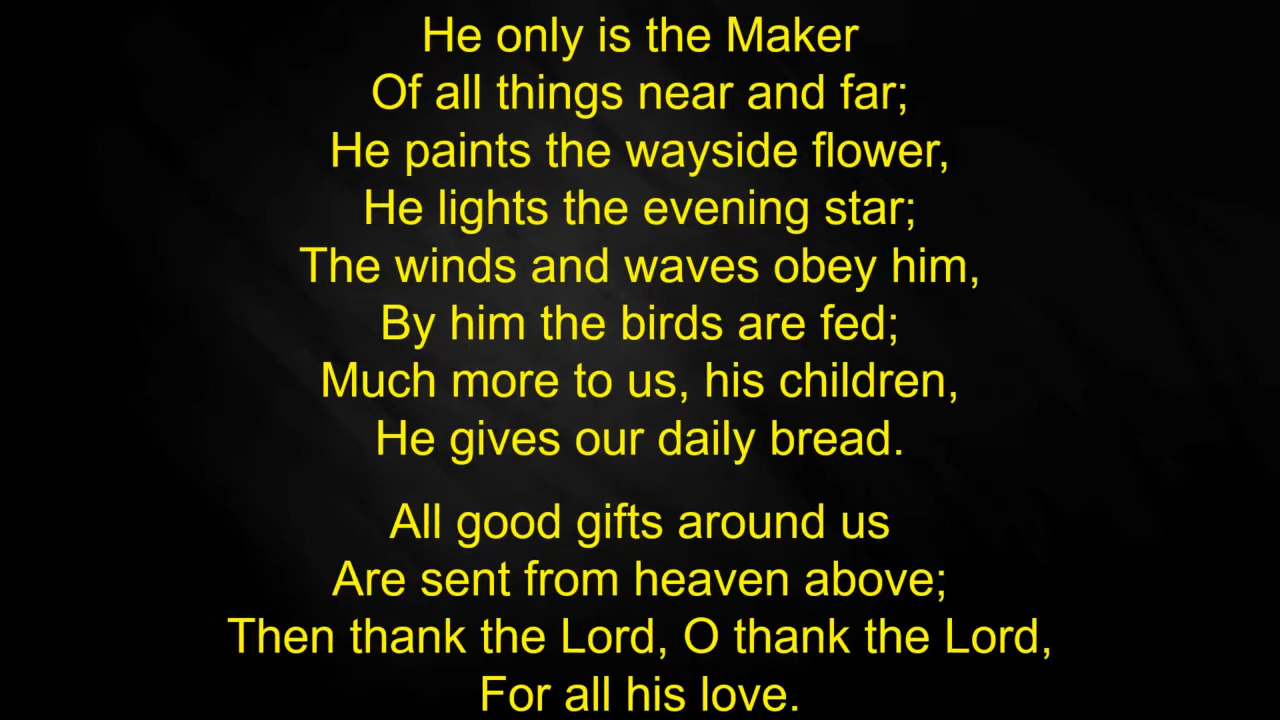 He only is the Maker
Of all things near and far;
He paints the wayside flower,
He lights the evening star;
The winds and waves obey him,
By him the birds are fed;
Much more to us, his children,
He gives our daily bread.
All good gifts around us
Are sent from heaven above;
Then thank the Lord, O thank the Lord,
For all his love.